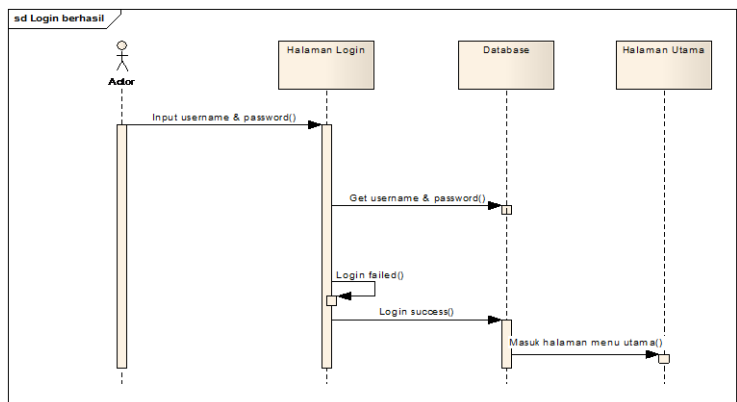 sd Login berhasil
Actor
Halaman Login
Database
Halaman Utama
Input username & password()
Get username & password()
Login failed()
Login success()
Masuk halaman menu utama()